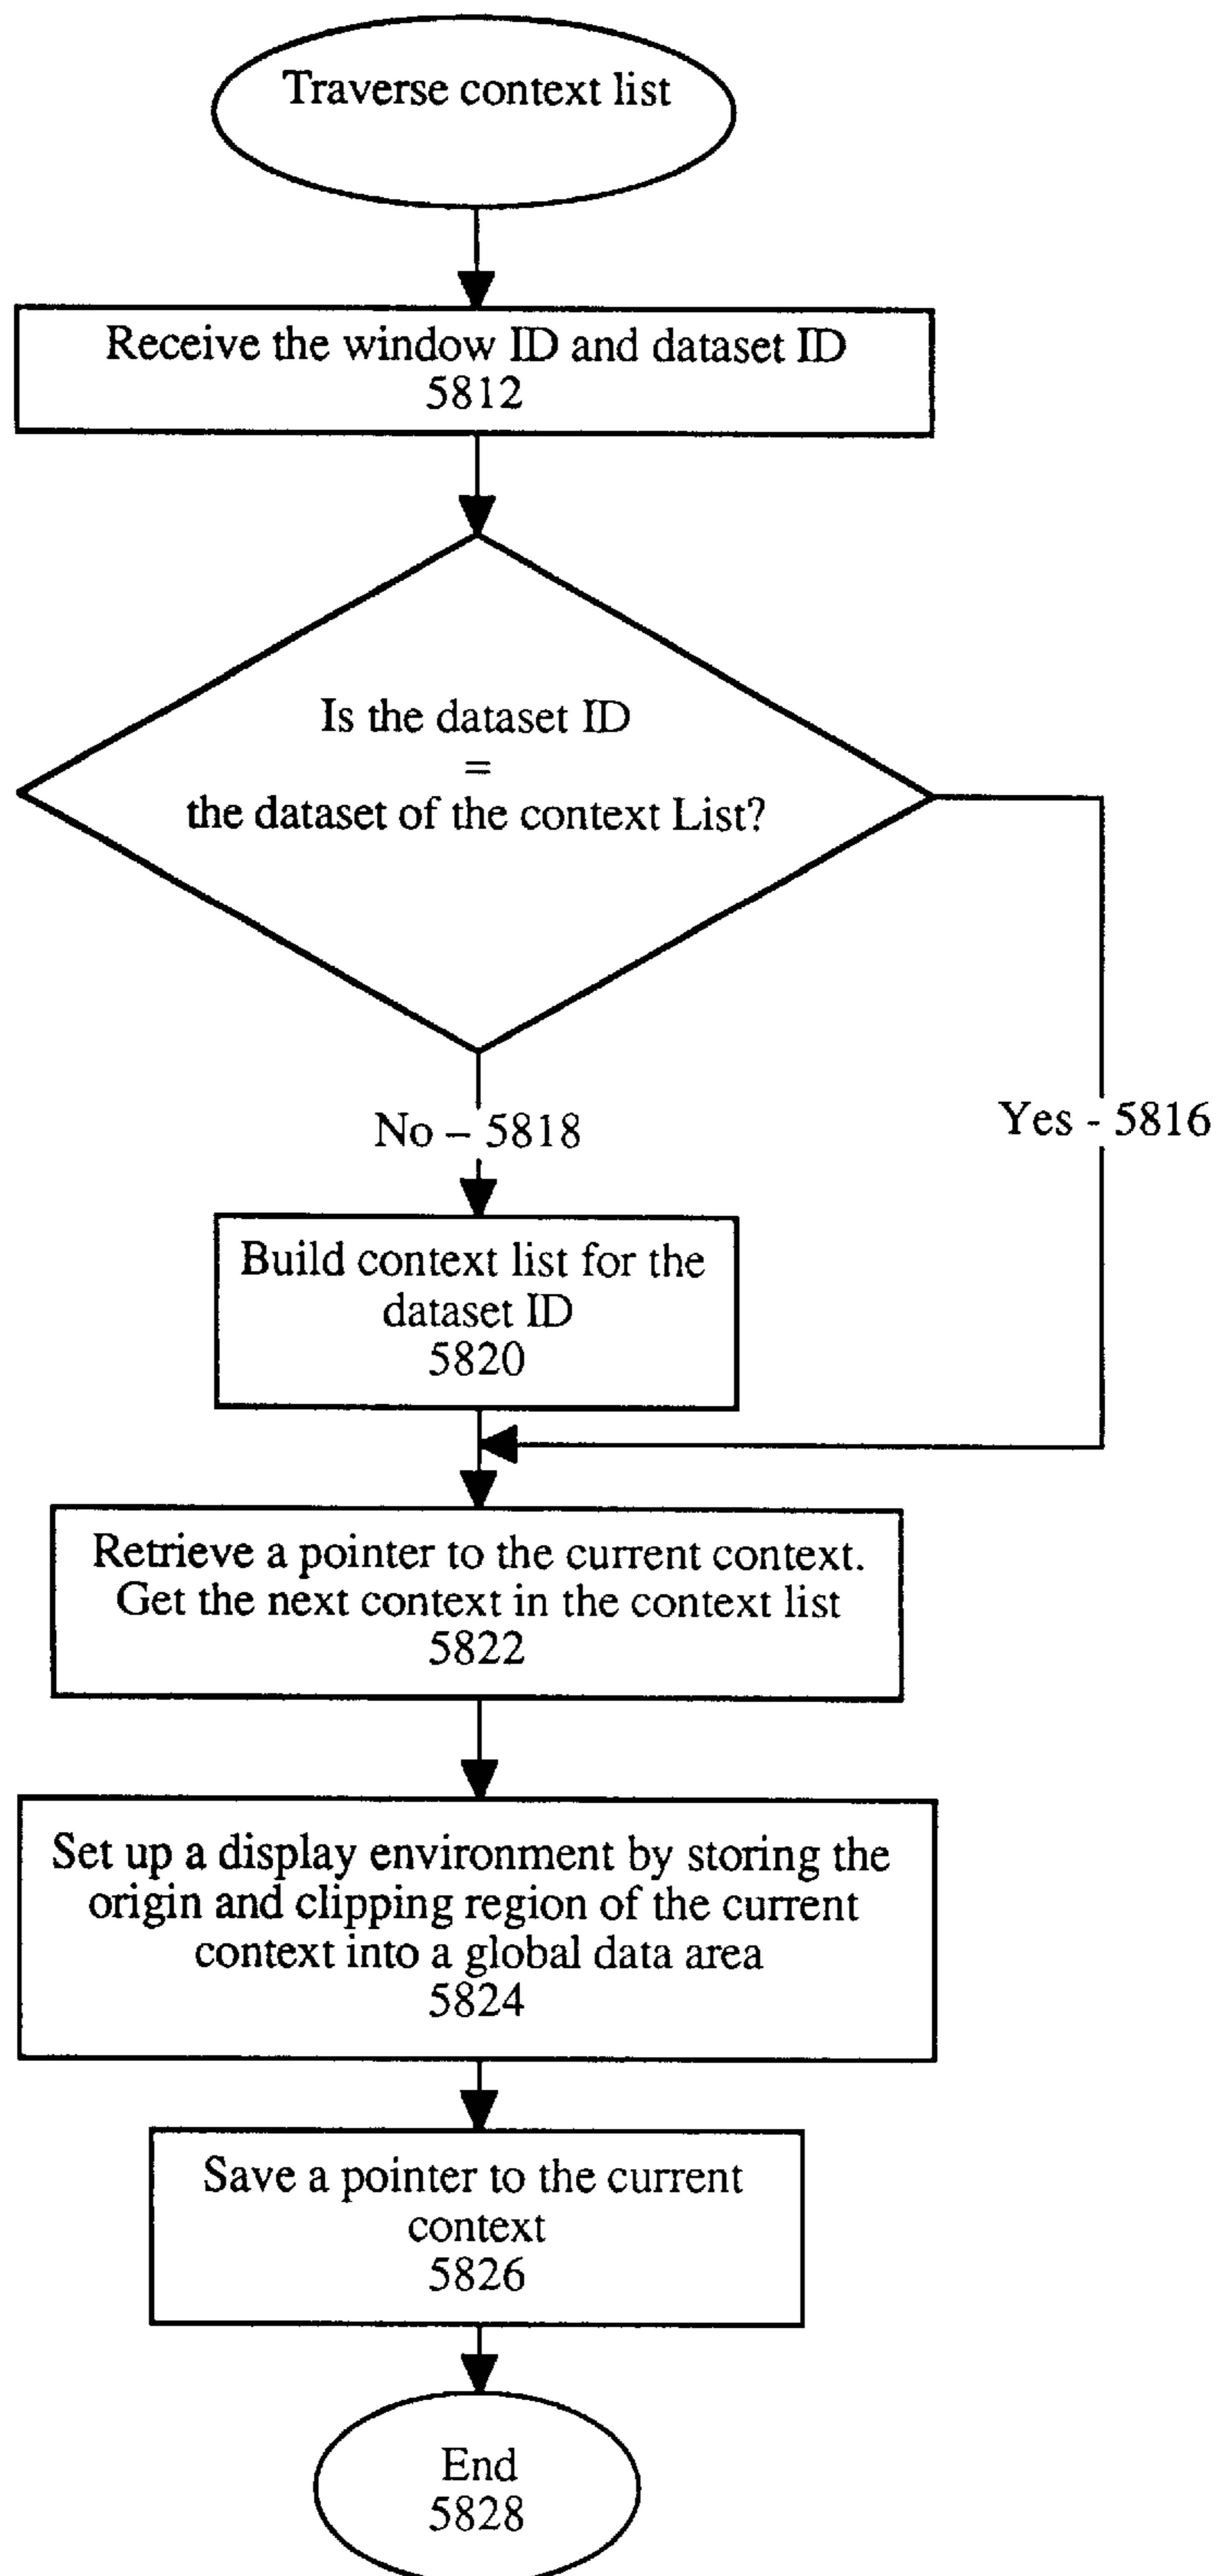 Traverse context list
Receive the window ID and dataset ID
5812
Is the dataset ID
=
the dataset of the context List?
No – 5818
Yes - 5816
Build context list for the
dataset ID
5820
Retrieve a pointer to the current context.
Get the next context in the context list
5822
Set up a display environment by storing the
origin and clipping region of the current
context into a global data area
5824
Save a pointer to the current
context
5826
End
5828